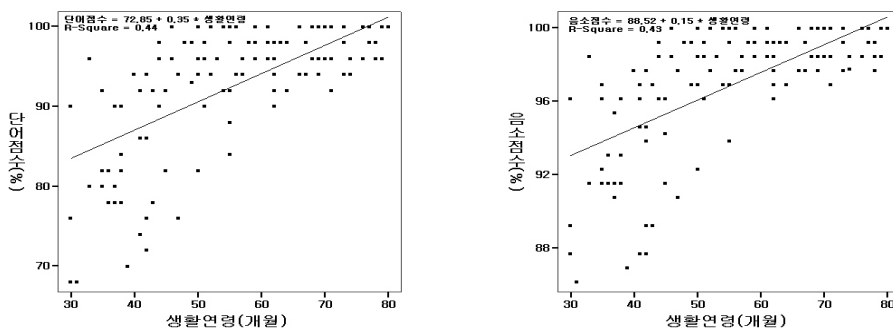 단어점수 = 72,85 + 0,35 * 생활연령
R-Square = 0,44
100
90
80
70
단어점수(%)
30 40 50 60 70 80
생활연령(개월)
음소점수 = 88,52 + 0,15 * 생활연령
R-Square = 0,43
100
96
92
88
음소점수(%)
30 40 50 60 70 80
생활연령(개월)